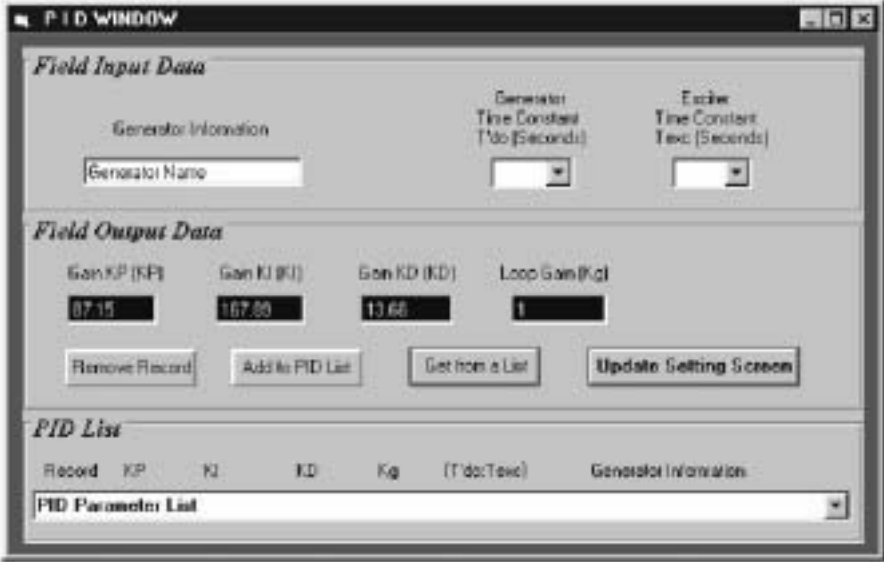 P I D WINDOW
Field Input Data
Generator Information
Generator Name
Generator
Time Constant
T'do (Seconds)
Exciter
Time Constant
Texc (Seconds)
Field Output Data
Gain KP (KP)
Gain KI (KI)
Gain KD (KD)
Loop Gain (Kg)
87.15
167.89
13.66
1
Remove Record
Add to PID List
Get from a List
Update Setting Screen
PID List
Record KP KI KD Kg (T'do:Texc) Generator Information
PID Parameter List